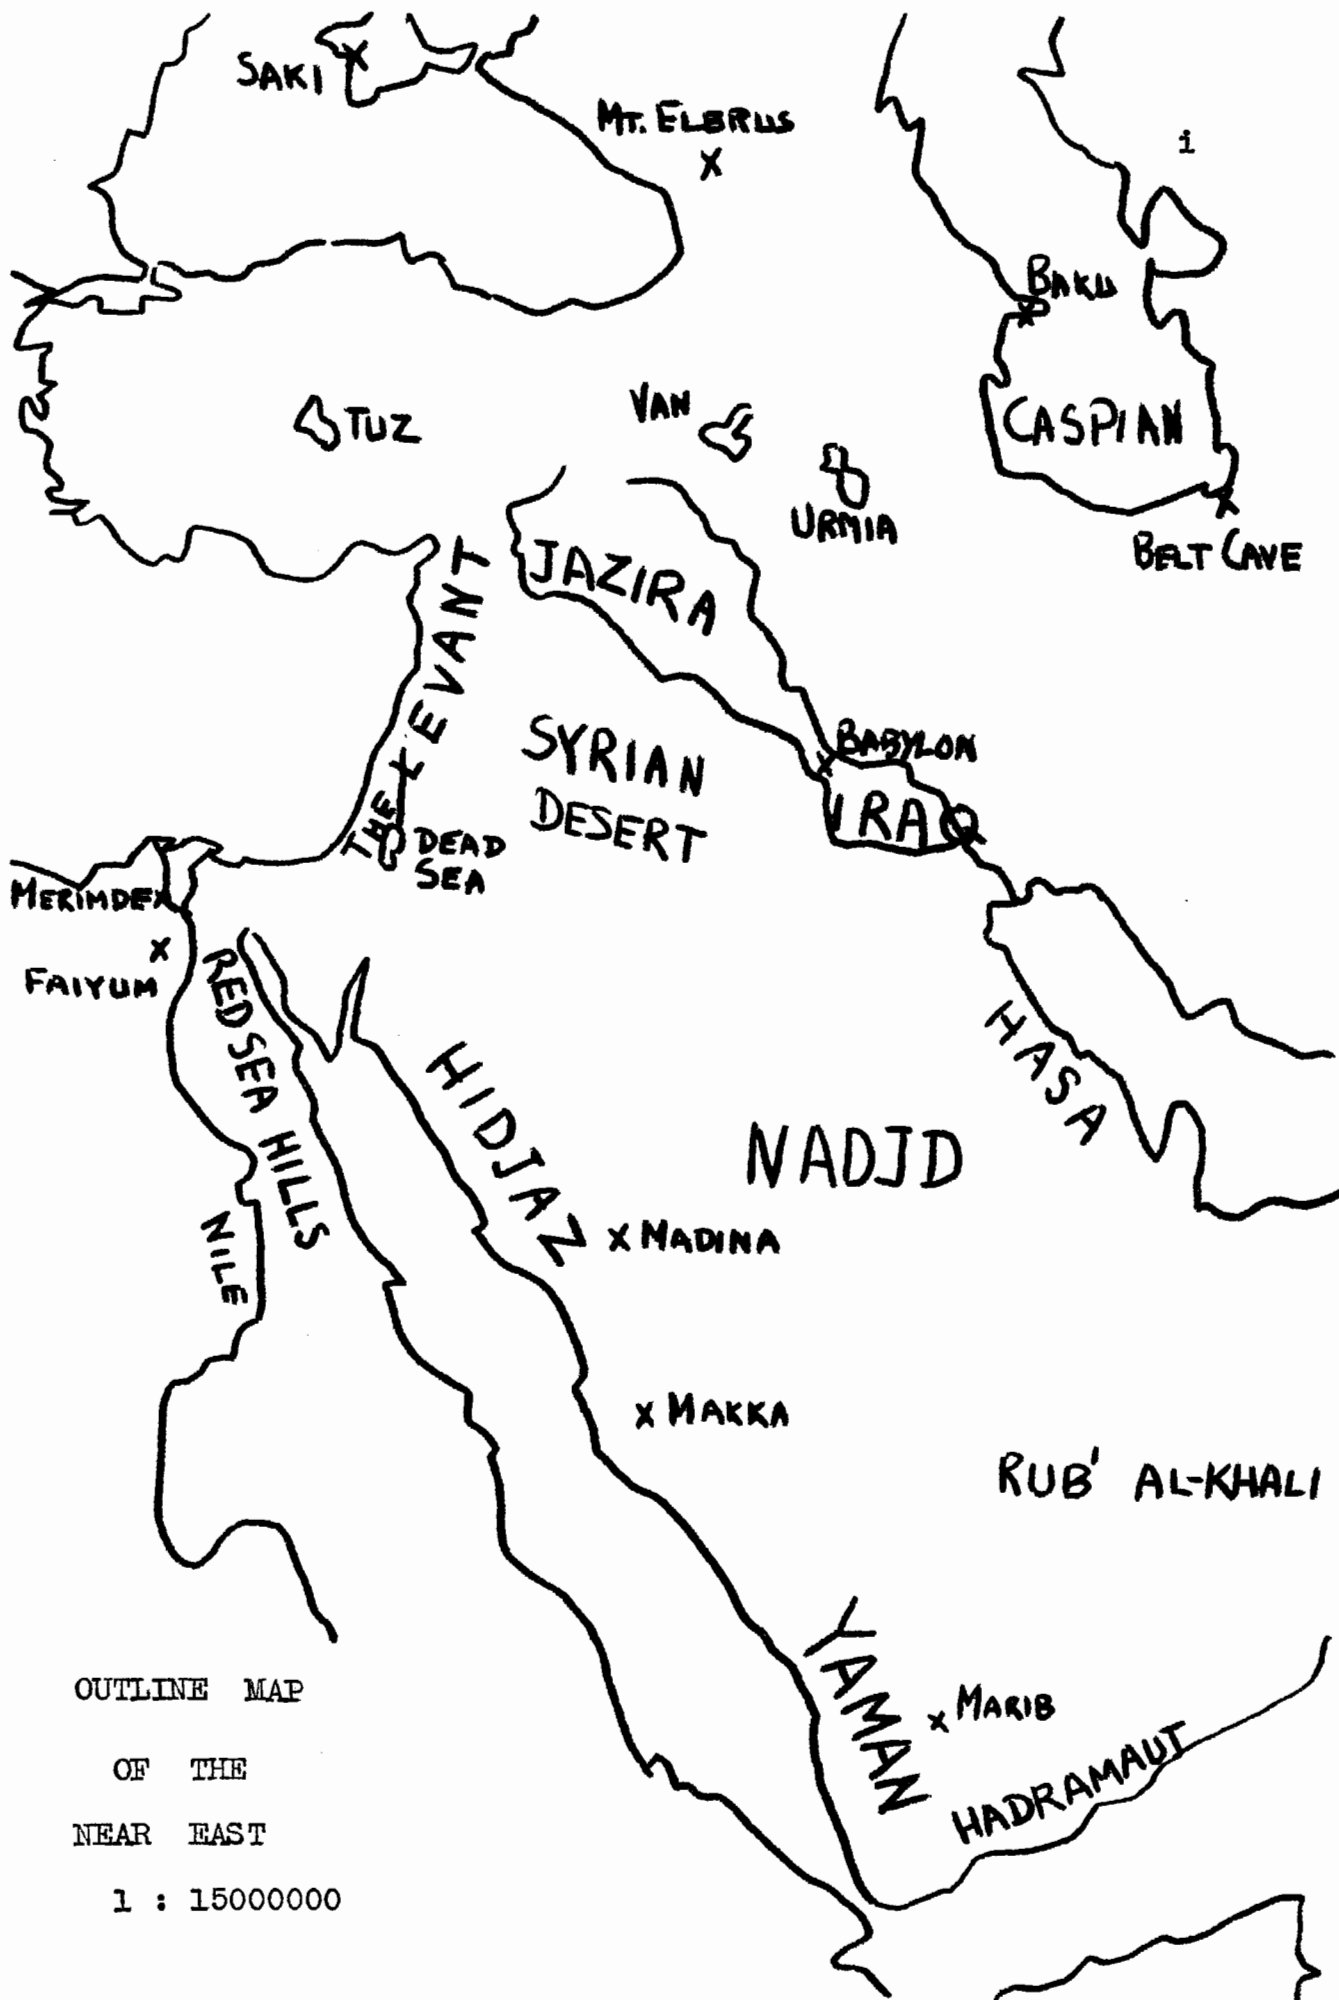 SAKI
MT. ELBRUS
i
BAKU
CASPIAN
TUZ
VAN
URMIA
BELT CAVE
JAZIRA
THE LEVANT
SYRIAN
DESERT
BABYLON
IRAQ
DEAD
SEA
MERIMDE
FAIYUM
RED SEA HILLS
HIDJAZ
HASA
NADJD
NILE
MADINA
MAKKA
RUB' AL-KHALI
YAMAN
MARIB
HADRAMAUT
OUTLINE MAP
OF THE
NEAR EAST
1 : 15000000